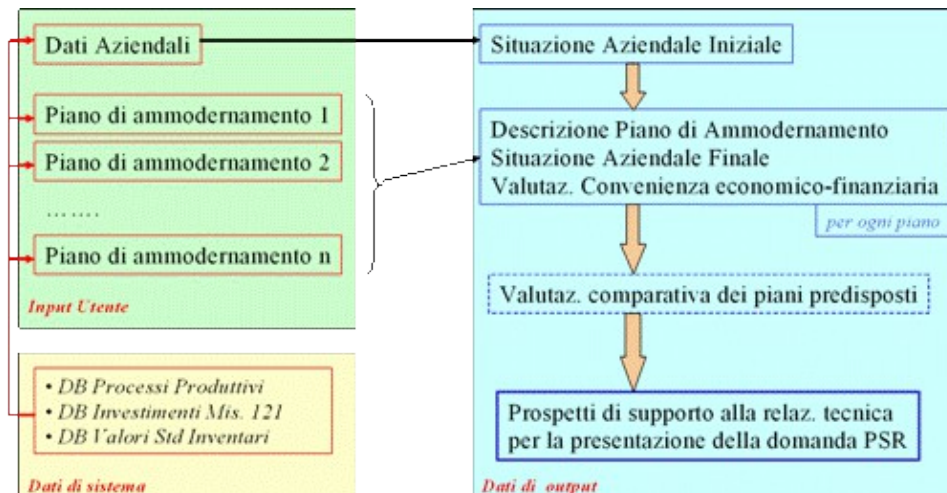 Dati Aziendali
Piano di ammodernamento 1
Piano di ammodernamento 2
…….
Piano di ammodernamento n
Input Utente
• DB Processi Produttivi
• DB Investimenti Mis. 121
• DB Valori Std Inventari
Dati di sistema
Situazione Aziendale Iniziale
Descrizione Piano di Ammodernamento
Situazione Aziendale Finale
Valutaz. Convenienza economico-finanziaria
per ogni piano
Valutaz. comparativa dei piani predisposti
Prospetti di supporto alla relaz. tecnica
per la presentazione della domanda PSR
Dati di output